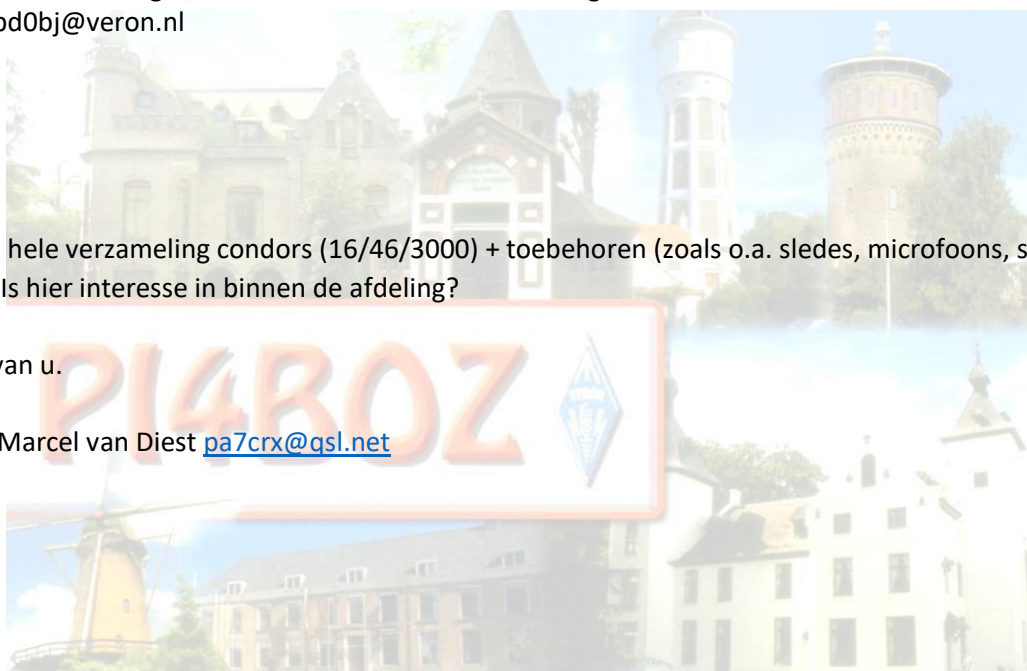 pd0bj@veron.nl
hele verzameling condors (16/46/3000) + toebehoren (zoals o.a. sledes, microfoons, s
Is hier interesse in binnen de afdeling?
van u.
PI4BOZ
VERON
Marcel van Diest pa7crx@qsl.net